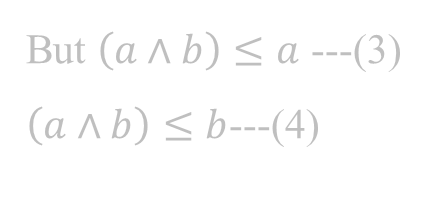 But (𝑎 ∧ 𝑏) ≤ 𝑎 ---(3)
(𝑎 ∧ 𝑏) ≤ 𝑏---(4)